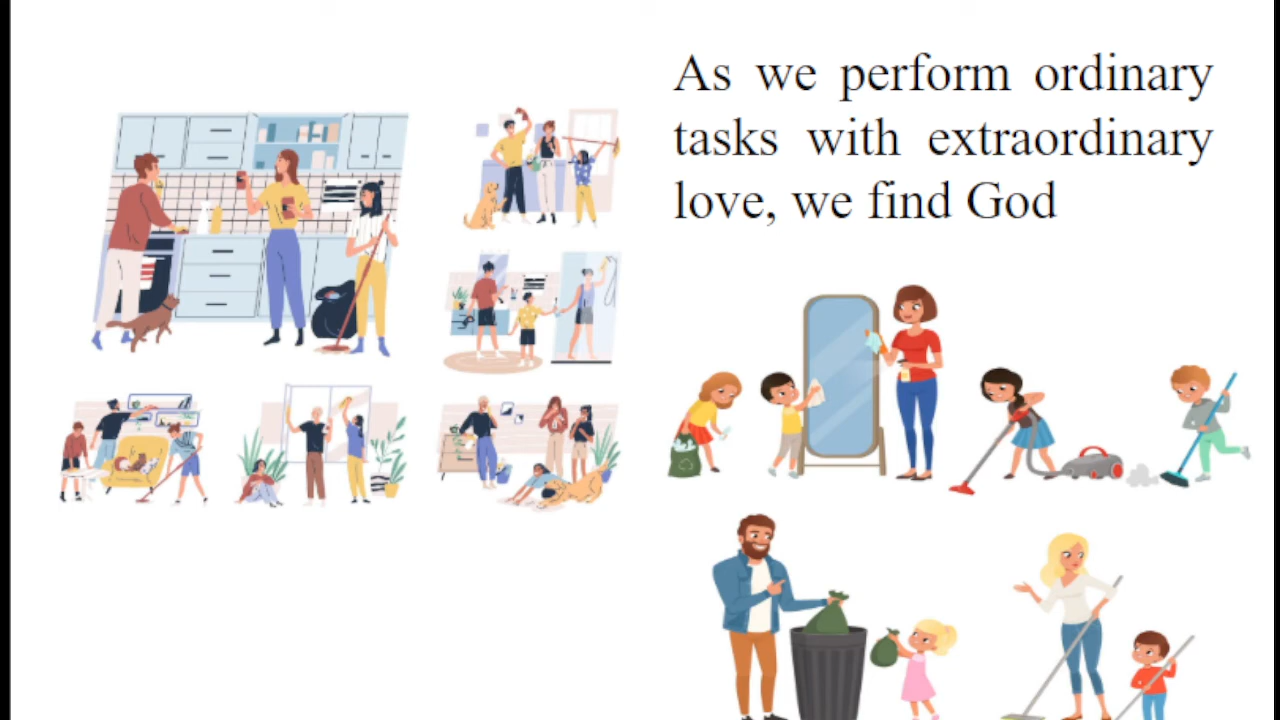 As we perform ordinary
tasks with extraordinary
love, we find God